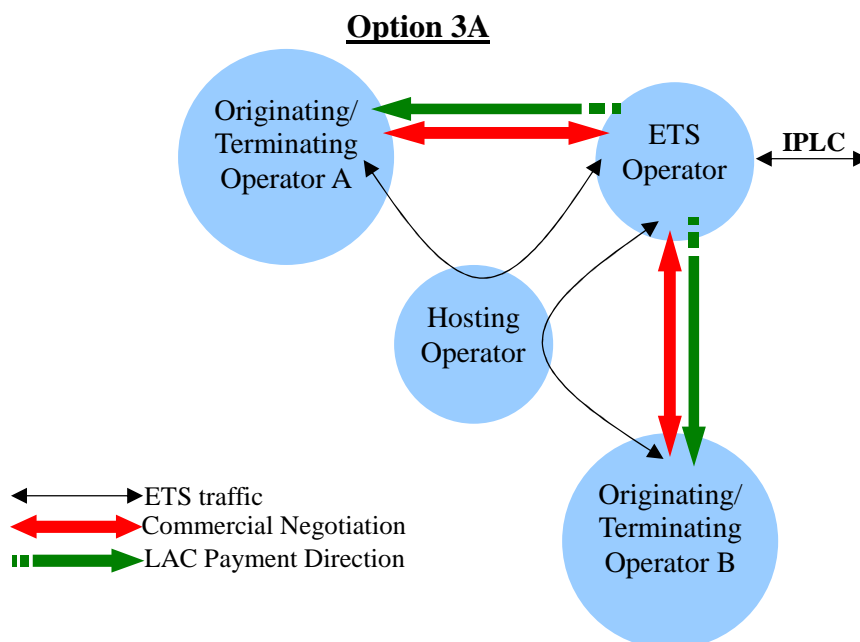 Option 3A
Originating/
Terminating
Operator A
ETS
Operator
IPLC
Hosting
Operator
Originating/
Terminating
Operator B
ETS traffic
Commercial Negotiation
LAC Payment Direction